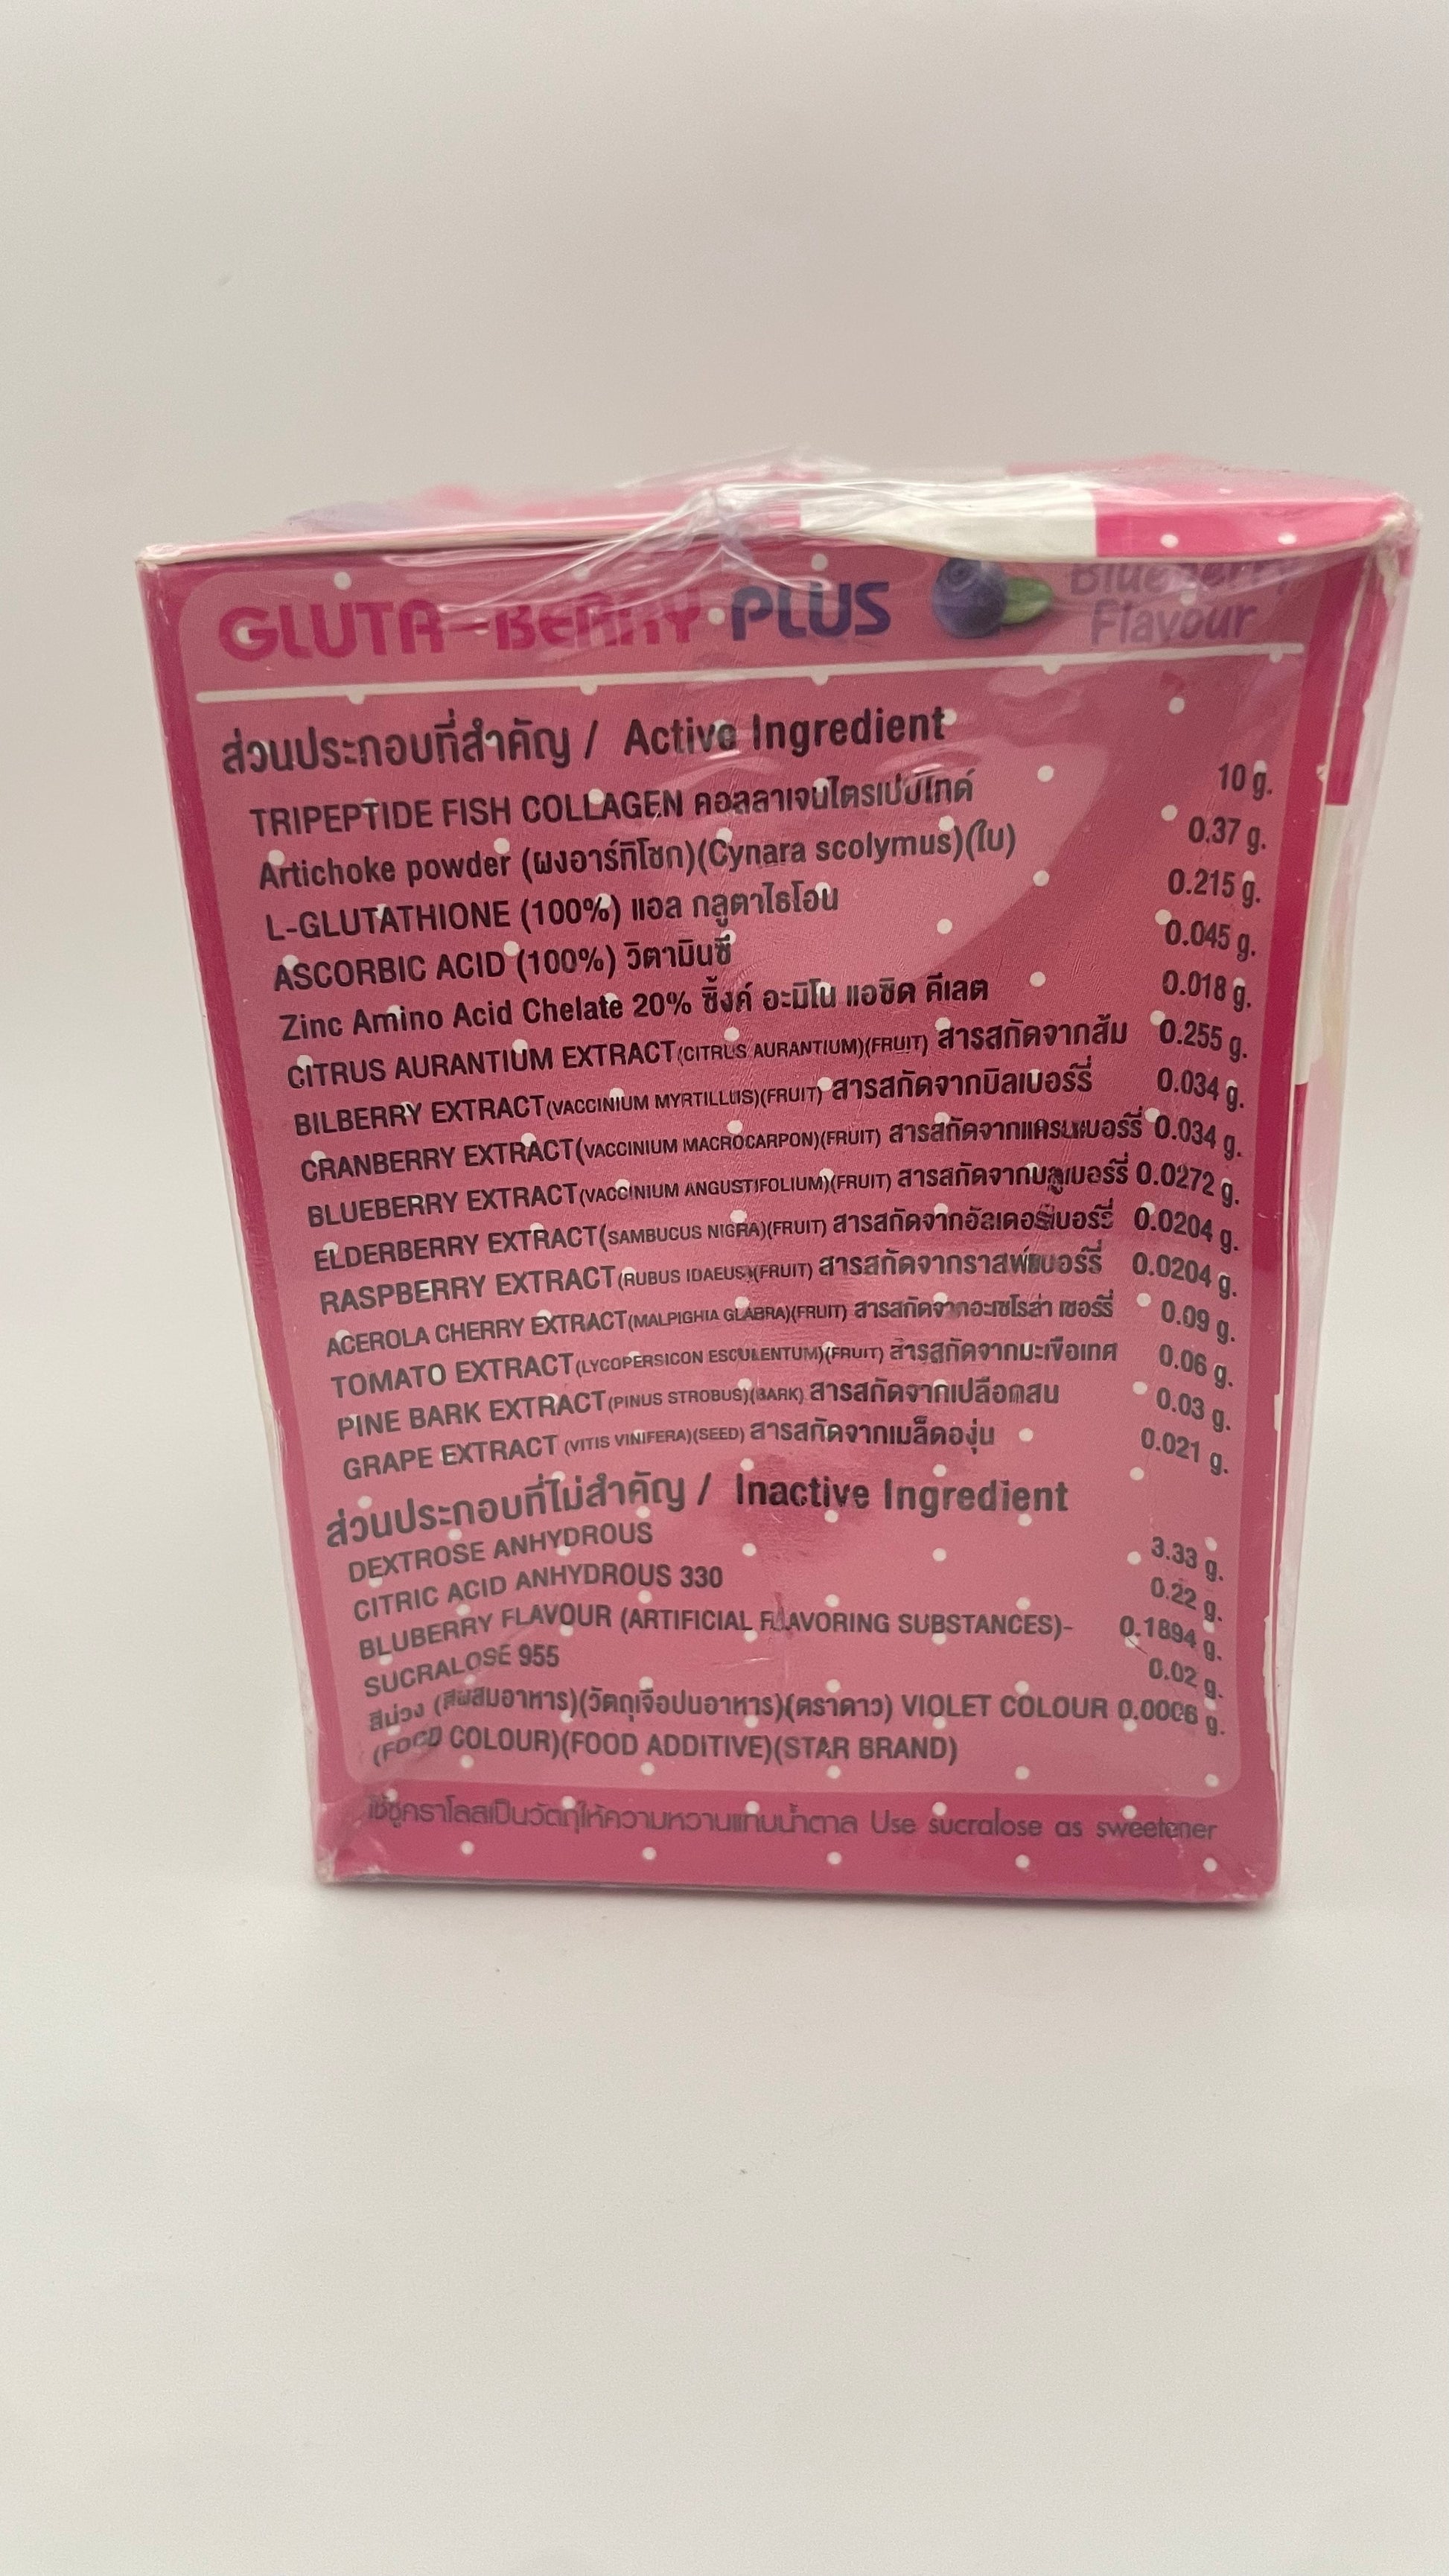 GLUTA-BERRY PLUS
Blueberry
Flavour
ส่วนประกอบที่สำคัญ / Active Ingredient
TRIPEPTIDE FISH COLLAGEN คอลลาเจนไตรเปปไทด์ 10 g.
Artichoke powder (ผงอาร์ทิโชก)(Cynara scolymus)(ใบ) 0.37 g.
L-GLUTATHIONE (100%) แอล กลูตาไธโอน 0.215 g.
ASCORBIC ACID (100%) วิตามินซี 0.045 g.
Zinc Amino Acid Chelate 20% ซิ้งค์ อะมิโน แอซิด คีเลต 0.018 g.
CITRUS AURANTIUM EXTRACT(CITRUS AURANTIUM)(FRUIT) สารสกัดจากส้ม 0.255 g.
BILBERRY EXTRACT(VACCINIUM MYRTILLUS)(FRUIT) สารสกัดจากบิลเบอร์รี่ 0.034 g.
CRANBERRY EXTRACT(VACCINIUM MACROCARPON)(FRUIT) สารสกัดจากแครนเบอร์รี่ 0.034 g.
BLUEBERRY EXTRACT(VACCINIUM ANGUSTIFOLIUM)(FRUIT) สารสกัดจากบลูเบอร์รี่ 0.0272 g.
ELDERBERRY EXTRACT(SAMBUCUS NIGRA)(FRUIT) สารสกัดจากอัลเดอร์เบอร์รี่ 0.0204 g.
RASPBERRY EXTRACT(RUBUS IDAEUS)(FRUIT) สารสกัดจากราสพ์เบอร์รี่ 0.0204 g.
ACEROLA CHERRY EXTRACT(MALPIGHIA GLABRA)(FRUIT) สารสกัดจากอะเซโรล่า เชอร์รี่ 0.09 g.
TOMATO EXTRACT(LYCOPERSICON ESCULENTUM)(FRUIT) สารสกัดจากมะเขือเทศ 0.06 g.
PINE BARK EXTRACT(PINUS STROBUS)(BARK) สารสกัดจากเปลือกสน 0.03 g.
GRAPE EXTRACT (VITIS VINIFERA)(SEED) สารสกัดจากเมล็ดองุ่น 0.021 g.
ส่วนประกอบที่ไม่สำคัญ / Inactive Ingredient
DEXTROSE ANHYDROUS 3.33 g.
CITRIC ACID ANHYDROUS 330 0.22 g.
BLUBERRY FLAVOUR (ARTIFICIAL FLAVORING SUBSTANCES)- 0.1894 g.
SUCRALOSE 955 0.02 g.
สีม่วง (สีผสมอาหาร)(วัตถุเจือปนอาหาร)(ตราดาว) VIOLET COLOUR 0.0006 g.
(FOOD COLOUR)(FOOD ADDITIVE)(STAR BRAND)
ใช้ซูคราโลสเป็นวัตถุให้ความหวานแทนน้ำตาล Use sucralose as sweetener